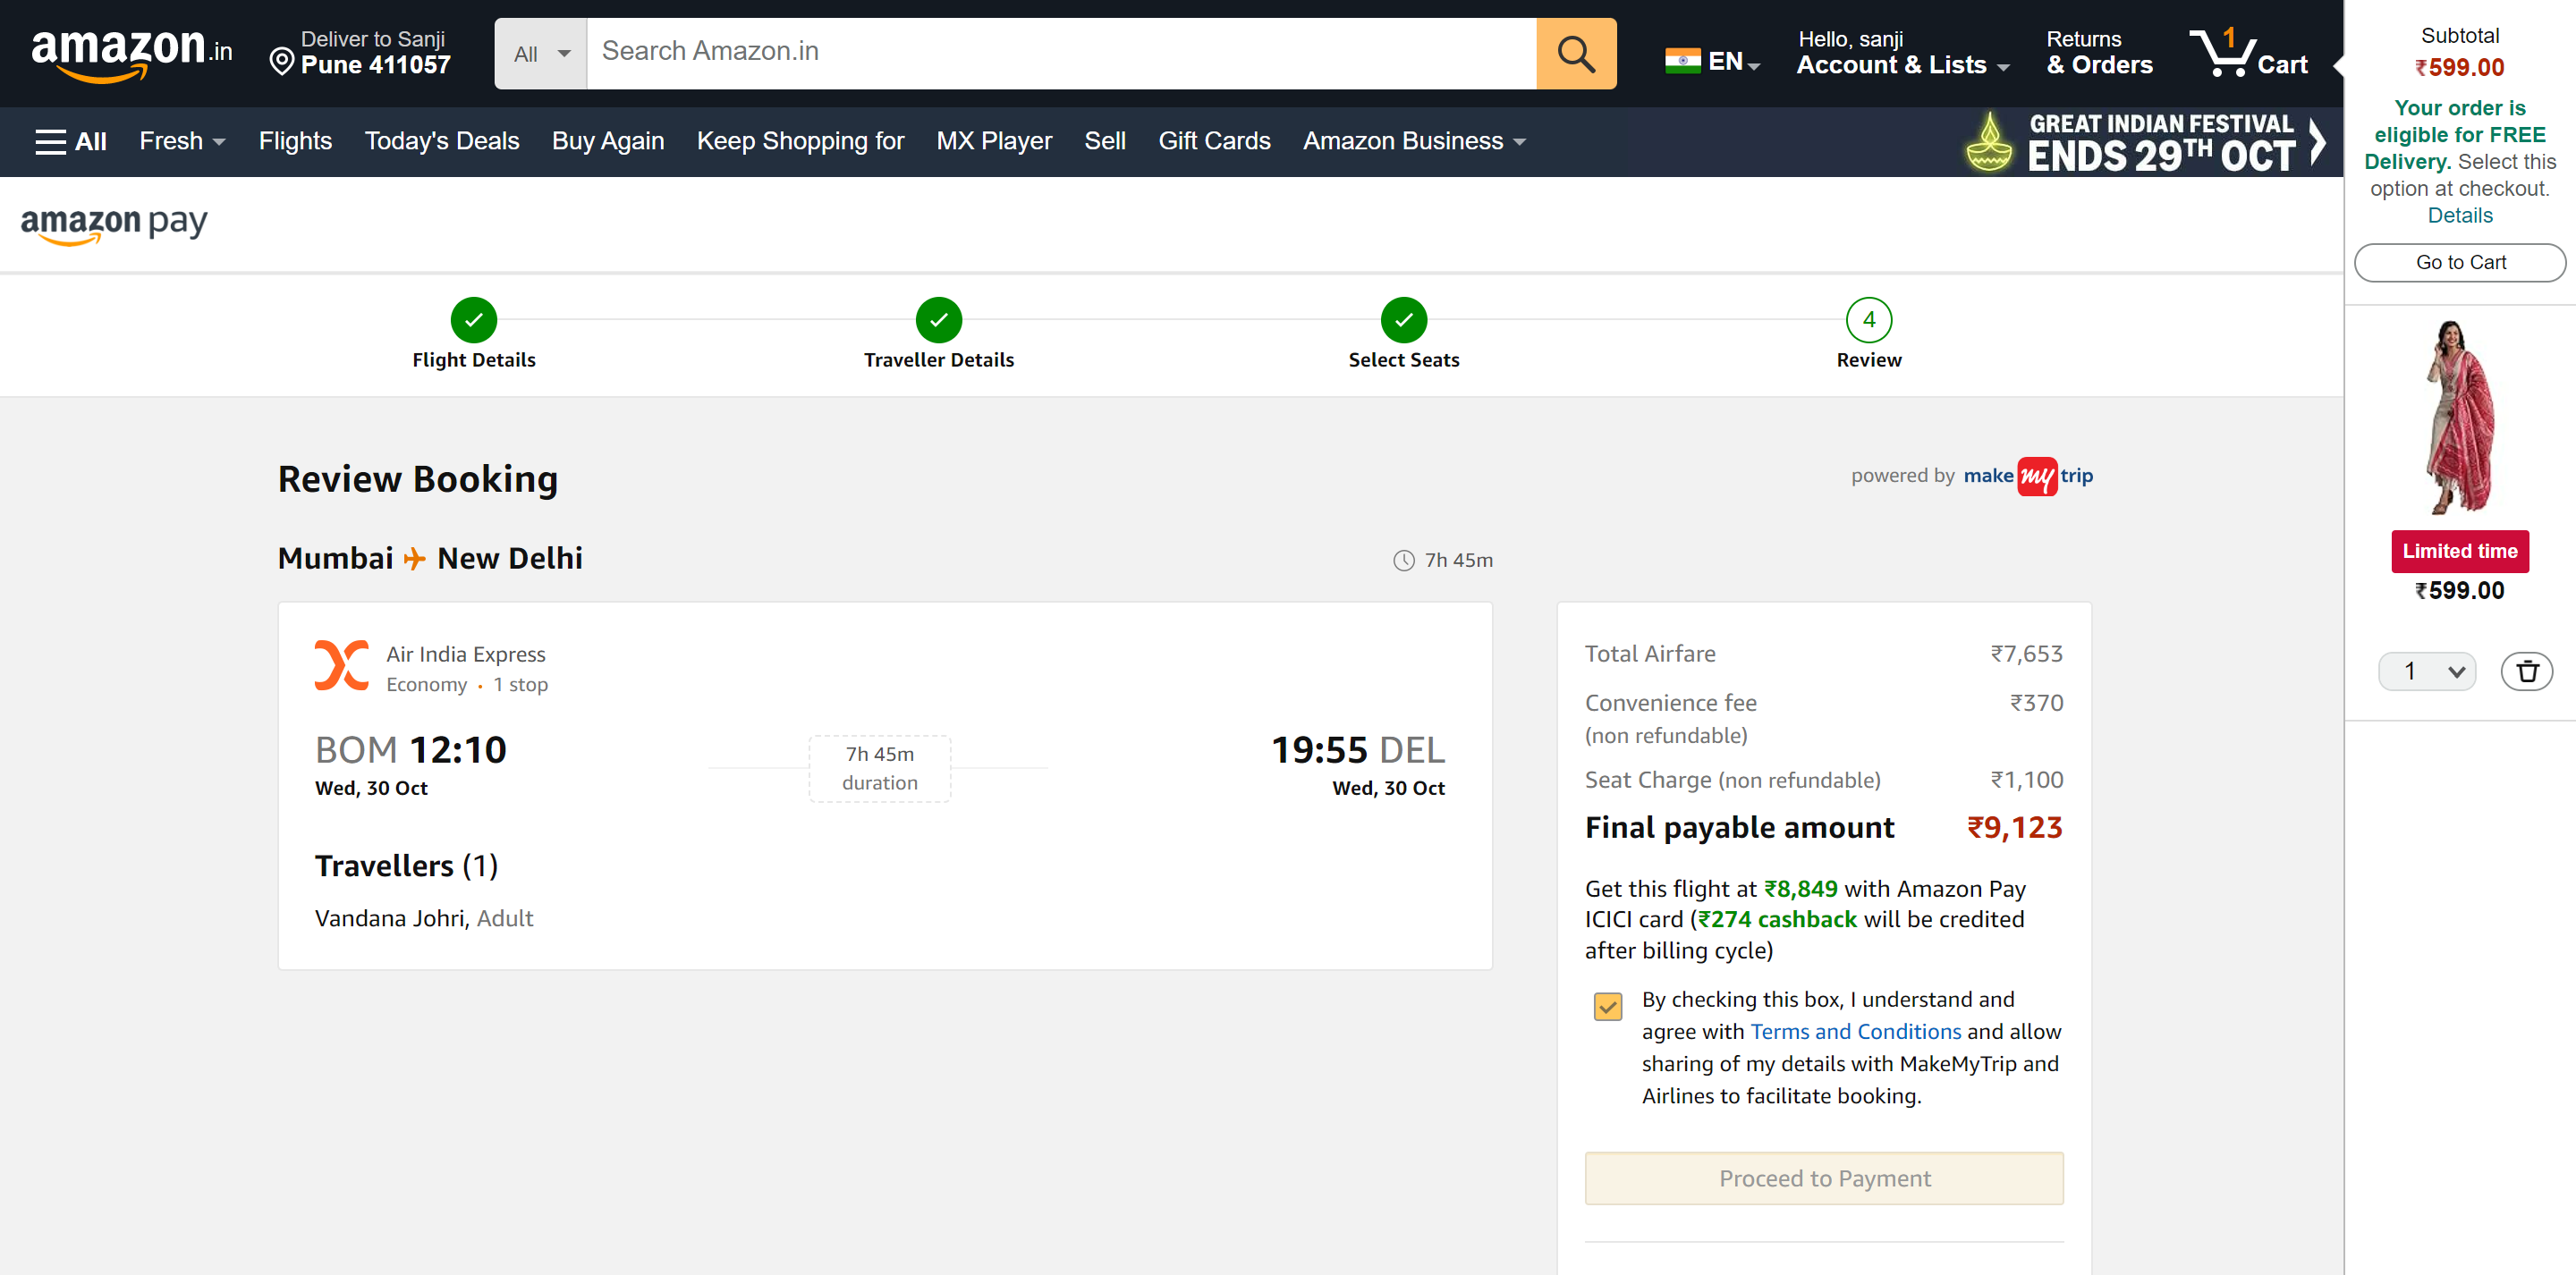 amazon.in
Deliver to Sanji
Pune 411057
All
Search Amazon.in
EN
Hello, sanji
Account & Lists
Returns
& Orders
1
Cart
All
Fresh
Flights
Today's Deals
Buy Again
Keep Shopping for
MX Player
Sell
Gift Cards
Amazon Business
GREAT INDIAN FESTIVAL
ENDS 29TH OCT
amazon pay
Flight Details
Traveller Details
Select Seats
4
Review
Review Booking
powered by make my trip
Mumbai New Delhi
7h 45m
Air India Express
Economy • 1 stop
BOM 12:10
Wed, 30 Oct
7h 45m
duration
19:55 DEL
Wed, 30 Oct
Travellers (1)
Vandana Johri, Adult
Total Airfare ₹7,653
Convenience fee ₹370
(non refundable)
Seat Charge (non refundable) ₹1,100
Final payable amount ₹9,123
Get this flight at ₹8,849 with Amazon Pay
ICICI card (₹274 cashback will be credited
after billing cycle)
By checking this box, I understand and
agree with Terms and Conditions and allow
sharing of my details with MakeMyTrip and
Airlines to facilitate booking.
Proceed to Payment
Subtotal
₹599.00
Your order is
eligible for FREE
Delivery. Select this
option at checkout.
Details
Go to Cart
Limited time
₹599.00
1